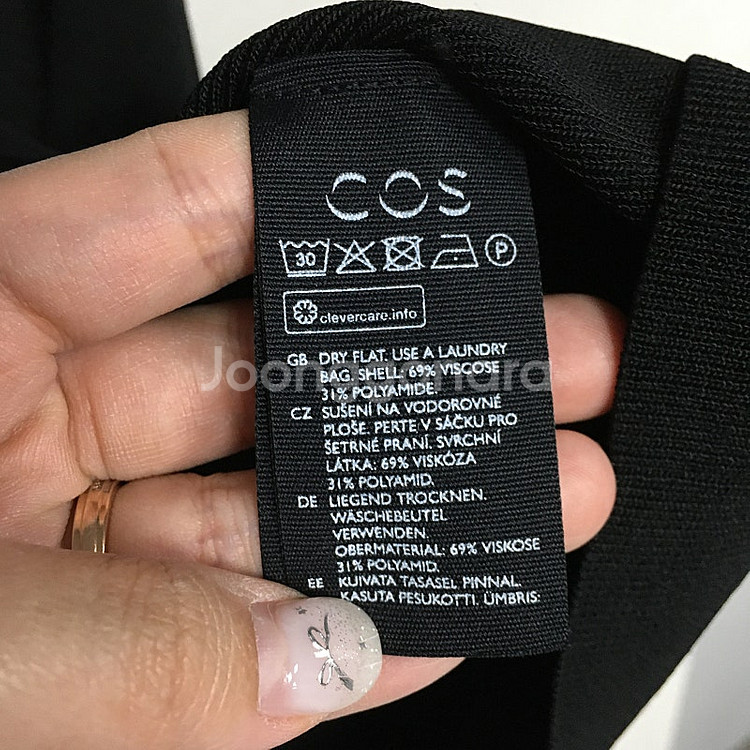 COS
30
P
clevercare.info
GB DRY FLAT. USE A LAUNDRY
BAG. SHELL: 69% VISCOSE
31% POLYAMIDE.
CZ SUŠENÍ NA VODOROVNÉ
PLOŠE. PERTE V SÁČKU PRO
ŠETRNÉ PRANÍ. SVRCHNÍ
LÁTKA: 69% VISKÓZA
31% POLYAMID.
DE LIEGEND TROCKNEN.
WÄSCHEBEUTEL
VERWENDEN.
OBERMATERIAL: 69% VISKOSE
31% POLYAMID.
EE KUIVATA TASASEL PINNAL.
KASUTA PESUKOTTI. ÜMBRIS: